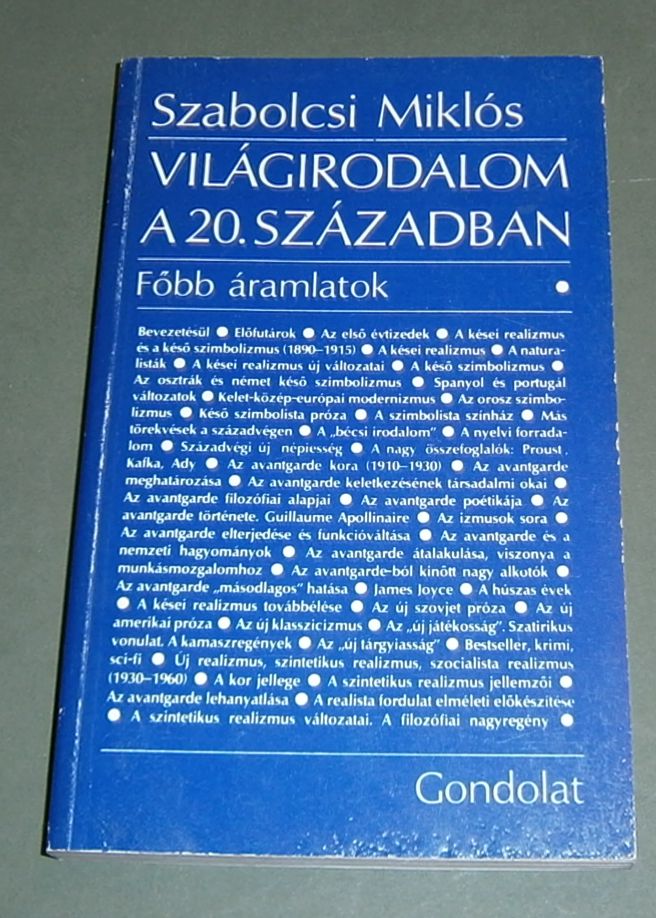 Szabolcsi Miklós
VILÁGIRODALOM
A 20. SZÁZADBAN
Főbb áramlatok ●
Bevezetésül ● Előfutárok ● Az első évtizedek ● A kései realizmus
és a késő szimbolizmus (1890–1915) ● A kései realizmus ● A natura-
listák ● A kései realizmus új változatai ● A késő szimbolizmus ●
Az osztrák és német késő szimbolizmus ● Spanyol és portugál
változatok ● Kelet-közép-európai modernizmus ● Az orosz szimbo-
lizmus ● Késő szimbolista próza ● A szimbolista színház ● Más
törekvések a századvégen ● A „bécsi irodalom" ● A nyelvi forrada-
lom ● Századvégi új népiesség ● A nagy összefoglalók: Proust,
Kafka, Ady ● Az avantgarde kora (1910–1930) ● Az avantgarde
meghatározása ● Az avantgarde keletkezésének társadalmi okai ●
Az avantgarde filozófiai alapjai ● Az avantgarde poétikája ● Az
avantgarde története. Guillaume Apollinaire ● Az izmusok sora ●
Az avantgarde elterjedése és funkcióváltása ● Az avantgarde és a
nemzeti hagyományok ● Az avantgarde átalakulása, viszonya a
munkásmozgalomhoz ● Az avantgarde-ból kinőtt nagy alkotók ●
Az avantgarde „másodlagos" hatása ● James Joyce ● A húszas évek
● A kései realizmus továbbélése ● Az új szovjet próza ● Az új
amerikai próza ● Az új klasszicizmus ● Az „új játékosság". Szatirikus
vonulat. A kamaszregények ● Az „új tárgyiasság" ● Bestseller, krimi,
sci-fi ● Új realizmus, szintetikus realizmus, szocialista realizmus
(1930–1960) ● A kor jellege ● A szintetikus realizmus jellemzői ●
Az avantgarde lehanyatlása ● A realista fordulat elméleti előkészítése
● A szintetikus realizmus változatai. A filozófiai nagyregény ●
Gondolat